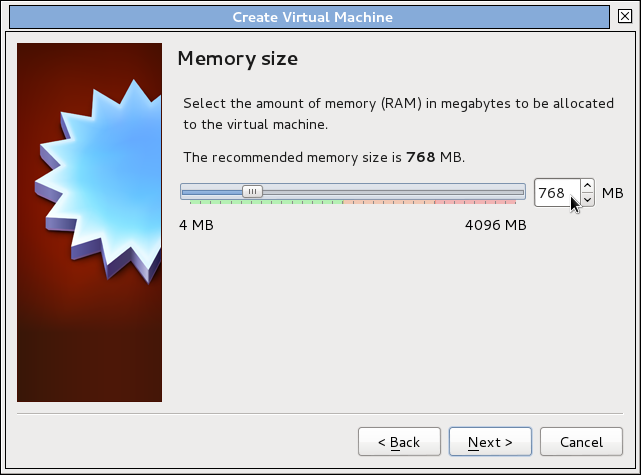 Create Virtual Machine
Memory size
Select the amount of memory (RAM) in megabytes to be allocated
to the virtual machine.
The recommended memory size is 768 MB.
768 MB
4 MB 4096 MB
< Back Next > Cancel